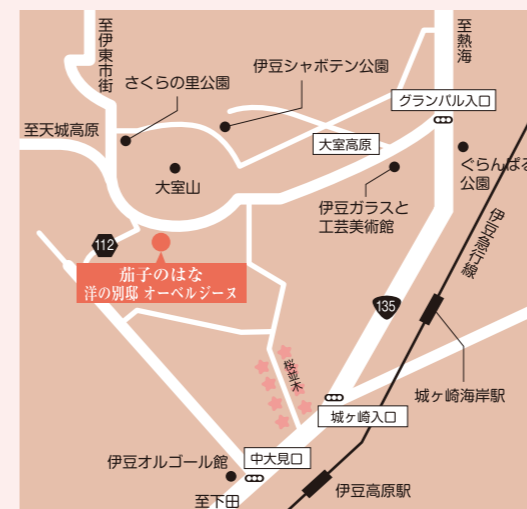 至伊東市街
さくらの里公園
伊豆シャボテン公園
至熱海
グランパル入口
至天城高原
大室高原
大室山
ぐらんぱる
公園
伊豆ガラスと
工芸美術館
伊豆急行線
112
茄子のはな
洋の別邸 オーベルジーヌ
135
桜並木
城ヶ崎海岸駅
城ヶ崎入口
伊豆オルゴール館
中大見口
伊豆高原駅
至下田